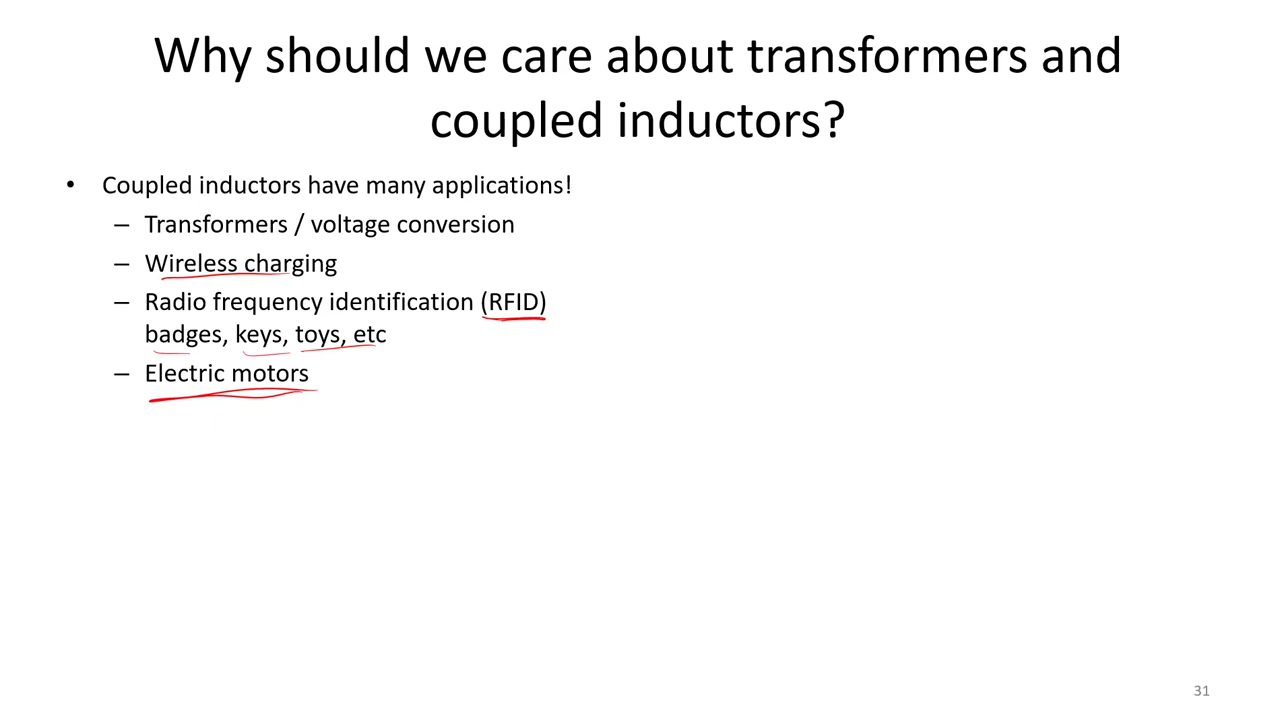 Why should we care about transformers and
coupled inductors?
• Coupled inductors have many applications!
– Transformers / voltage conversion
– Wireless charging
– Radio frequency identification (RFID)
badges, keys, toys, etc
– Electric motors
31